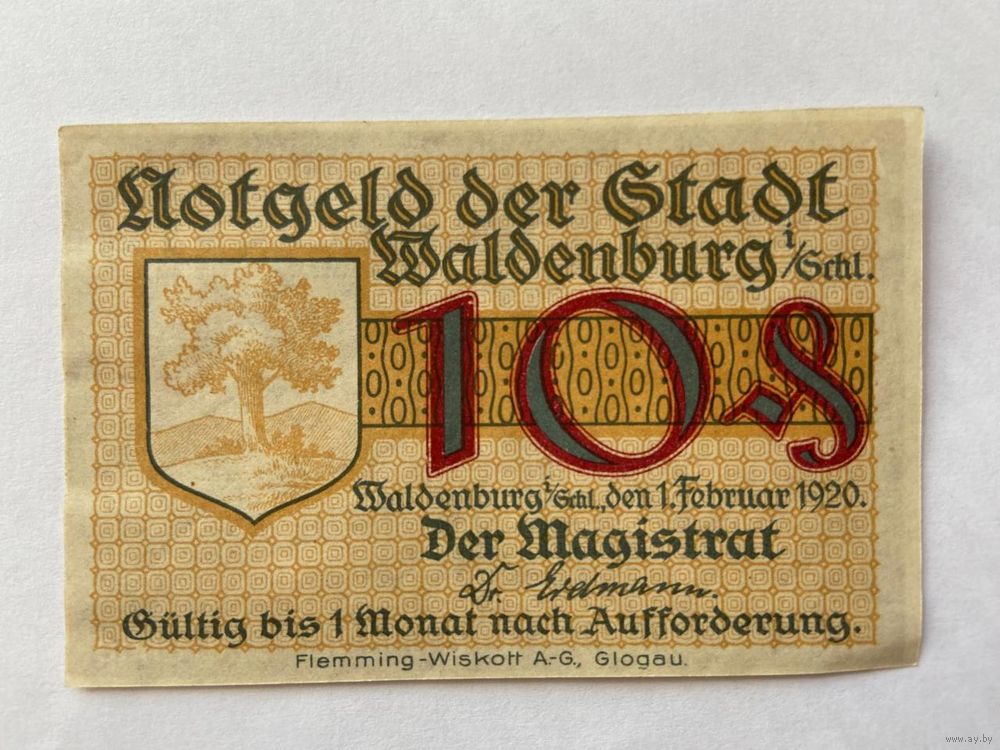 Notgeld der Stadt
Waldenburg i/Schl.
10 ₰
Waldenburg i/Schl., den 1. Februar 1920.
Der Magistrat
Dr. Erdmann.
Gültig bis 1 Monat nach Aufforderung.
Flemming-Wiskott A-G., Glogau.
www.ay.by